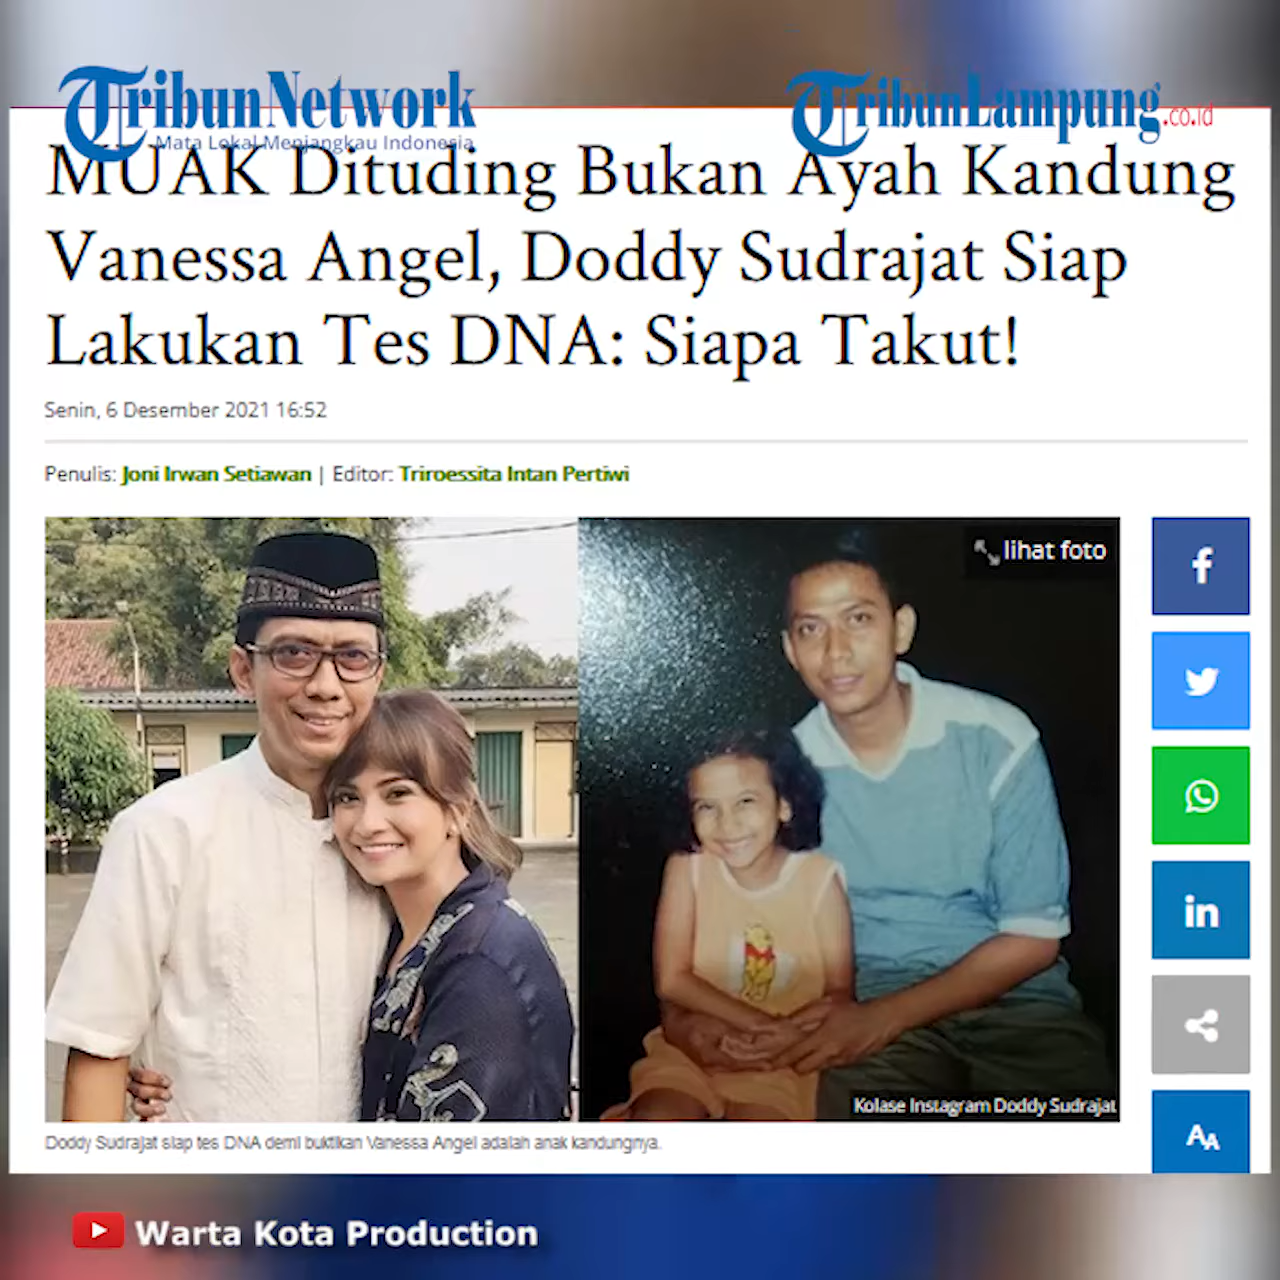 TribunNetwork
Mata Lokal Menjangkau Indonesia
TribunLampung.co.id
MUAK Dituding Bukan Ayah Kandung
Vanessa Angel, Doddy Sudrajat Siap
Lakukan Tes DNA: Siapa Takut!
Senin, 6 Desember 2021 16:52
Penulis: Joni Irwan Setiawan | Editor: Triroessita Intan Pertiwi
lihat foto
Kolase Instagram Doddy Sudrajat
Doddy Sudrajat siap tes DNA demi buktikan Vanessa Angel adalah anak kandungnya.
f
in
AA
Warta Kota Production